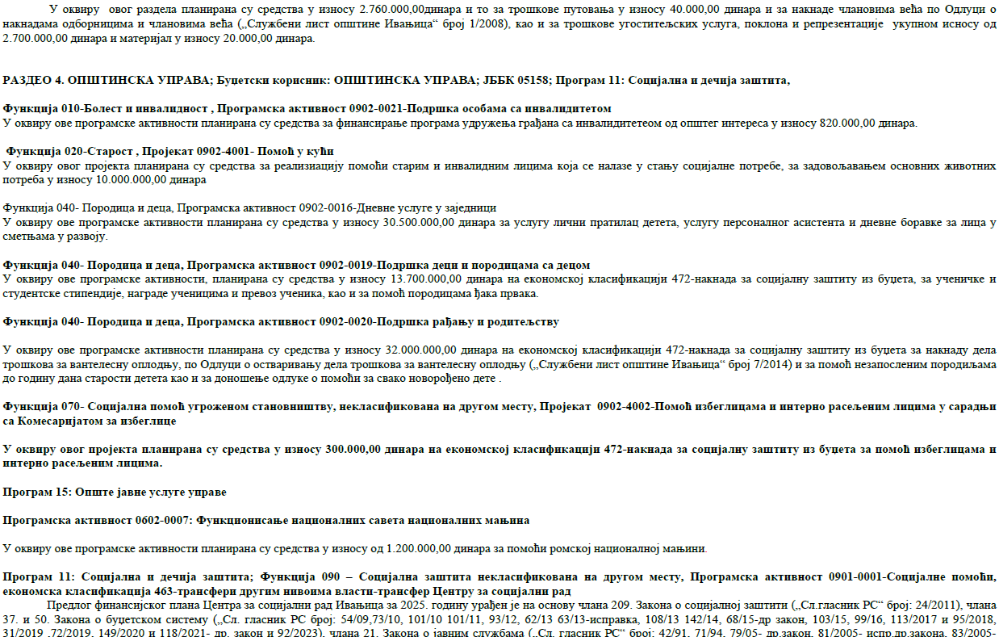 У оквиру овог раздела планирана су средства у износу 2.760.000,00динара и то за трошкове путовања у износу 40.000,00 динара и за накнаде члановима већа по Одлуци о
накнадама одборницима и члановима већа („Службени лист општине Ивањица“ број 1/2008), као и за трошкове угоститељских услуга, поклона и репрезентације укупном исносу од
2.700.000,00 динара и материјал у износу 20.000,00 динара.
РАЗДЕО 4. ОПШТИНСКА УПРАВА; Буџетски корисник: ОПШТИНСКА УПРАВА; ЈББК 05158; Програм 11: Социјална и дечија заштита,
Функција 010-Болест и инвалидност , Програмска активност 0902-0021-Подршка особама са инвалидитетом
У оквиру ове програмске активности планирана су средства за финансирање програма удружења грађана са инвалидитетеом од општег интереса у износу 820.000,00 динара.
Функција 020-Старост , Пројекат 0902-4001- Помоћ у кући
У оквиру овог пројекта планирана су средства за реализиацију помоћи старим и инвалидним лицима која се налазе у стању социјалне потребе, за задовољавањем основних животних
потреба у износу 10.000.000,00 динара
Функција 040- Породица и деца, Програмска активност 0902-0016-Дневне услуге у заједници
У оквиру ове програмске активности планирана су средства у износу 30.500.000,00 динара за услугу лични пратилац детета, услугу персоналног асистента и дневне боравке за лица у
сметњама у развоју.
Функција 040- Породица и деца, Програмска активност 0902-0019-Подршка деци и породицама са децом
У оквиру ове програмске активности, планирана су средства у износу 13.700.000,00 динара на економској класификацији 472-накнада за социјалну заштиту из буџета, за ученичке и
студентске стипендије, награде ученицима и превоз ученика, као и за помоћ породицама ђака првака.
Функција 040- Породица и деца, Програмска активност 0902-0020-Подршка рађању и родитељству
У оквиру ове програмске активности планирана су средства у износу 32.000.000,00 динара на економској класификацији 472-накнада за социјалну заштиту из буџета за накнаду дела
трошкова за вантелесну оплодњу, по Одлуци о остваривању дела трошкова за вантелесну оплодњу („Службени лист општине Ивањица“ број 7/2014) и за помоћ незапосленим породиљама
до годину дана старости детета као и за доношење одлуке о помоћи за свако новорођено дете .
Функција 070- Социјална помоћ угроженом становништву, некласификована на другом месту, Пројекат 0902-4002-Помоћ избеглицама и интерно расељеним лицима у сарадњи
са Комесаријатом за избеглице
У оквиру овог пројекта планирана су средства у износу 300.000,00 динара на економској класификацији 472-накнада за социјалну заштиту из буџета за помоћ избеглицама и
интерно расељеним лицима.
Програм 15: Опште јавне услуге управе
Програмска активност 0602-0007: Функционисање националних савета националних мањина
У оквиру ове програмске активности планирана су средства у износу од 1.200.000,00 динара за помоћи ромској националној мањини.
Програм 11: Социјална и дечија заштита; Функција 090 – Социјална заштита некласификована на другом месту, Програмска активност 0901-0001-Социјалне помоћи,
економска класификација 463-трансфери другим нивоима власти-трансфер Центру за социјални рад
Предлог финансијског плана Центра за социјални рад Ивањица за 2025. годину урађен је на основу члана 209. Закона о социјалној заштити („Сл.гласник РС“ број: 24/2011), члана
37. и 50. Закона о буџетском систему („Сл. гласник РС број: 54/09,73/10, 101/10 101/11, 93/12, 62/13 63/13-исправка, 108/13 142/14, 68/15-др закон, 103/15, 99/16, 113/2017 и 95/2018,
31/2019 ,72/2019, 149/2020 и 118/2021- др. закон и 92/2023), члана 21. Закона о јавним службама („Сл. гласник РС“ број: 42/91, 71/94, 79/05- др.закон, 81/2005- испр.др.закона, 83/2005-